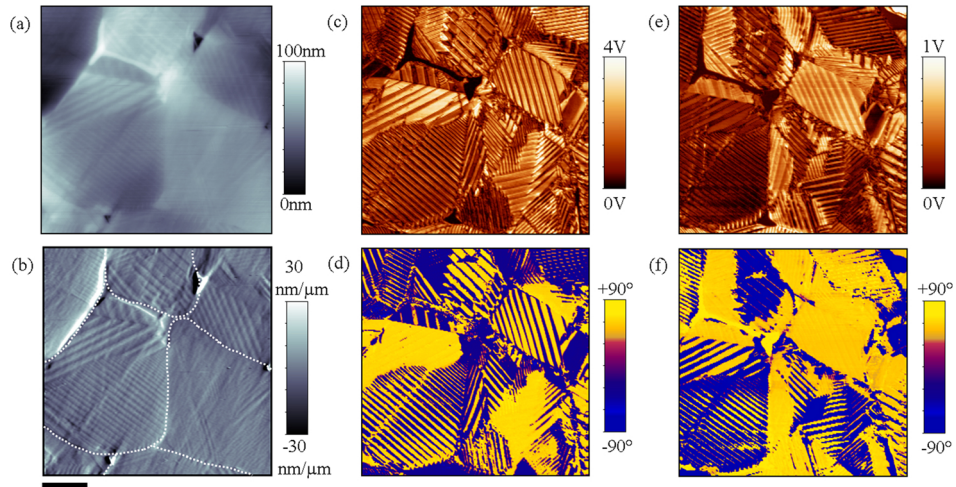 (a)
100nm
0nm
(c)
4V
0V
(e)
1V
0V
(b)
30
nm/µm
-30
nm/µm
(d)
+90°
-90°
(f)
+90°
-90°